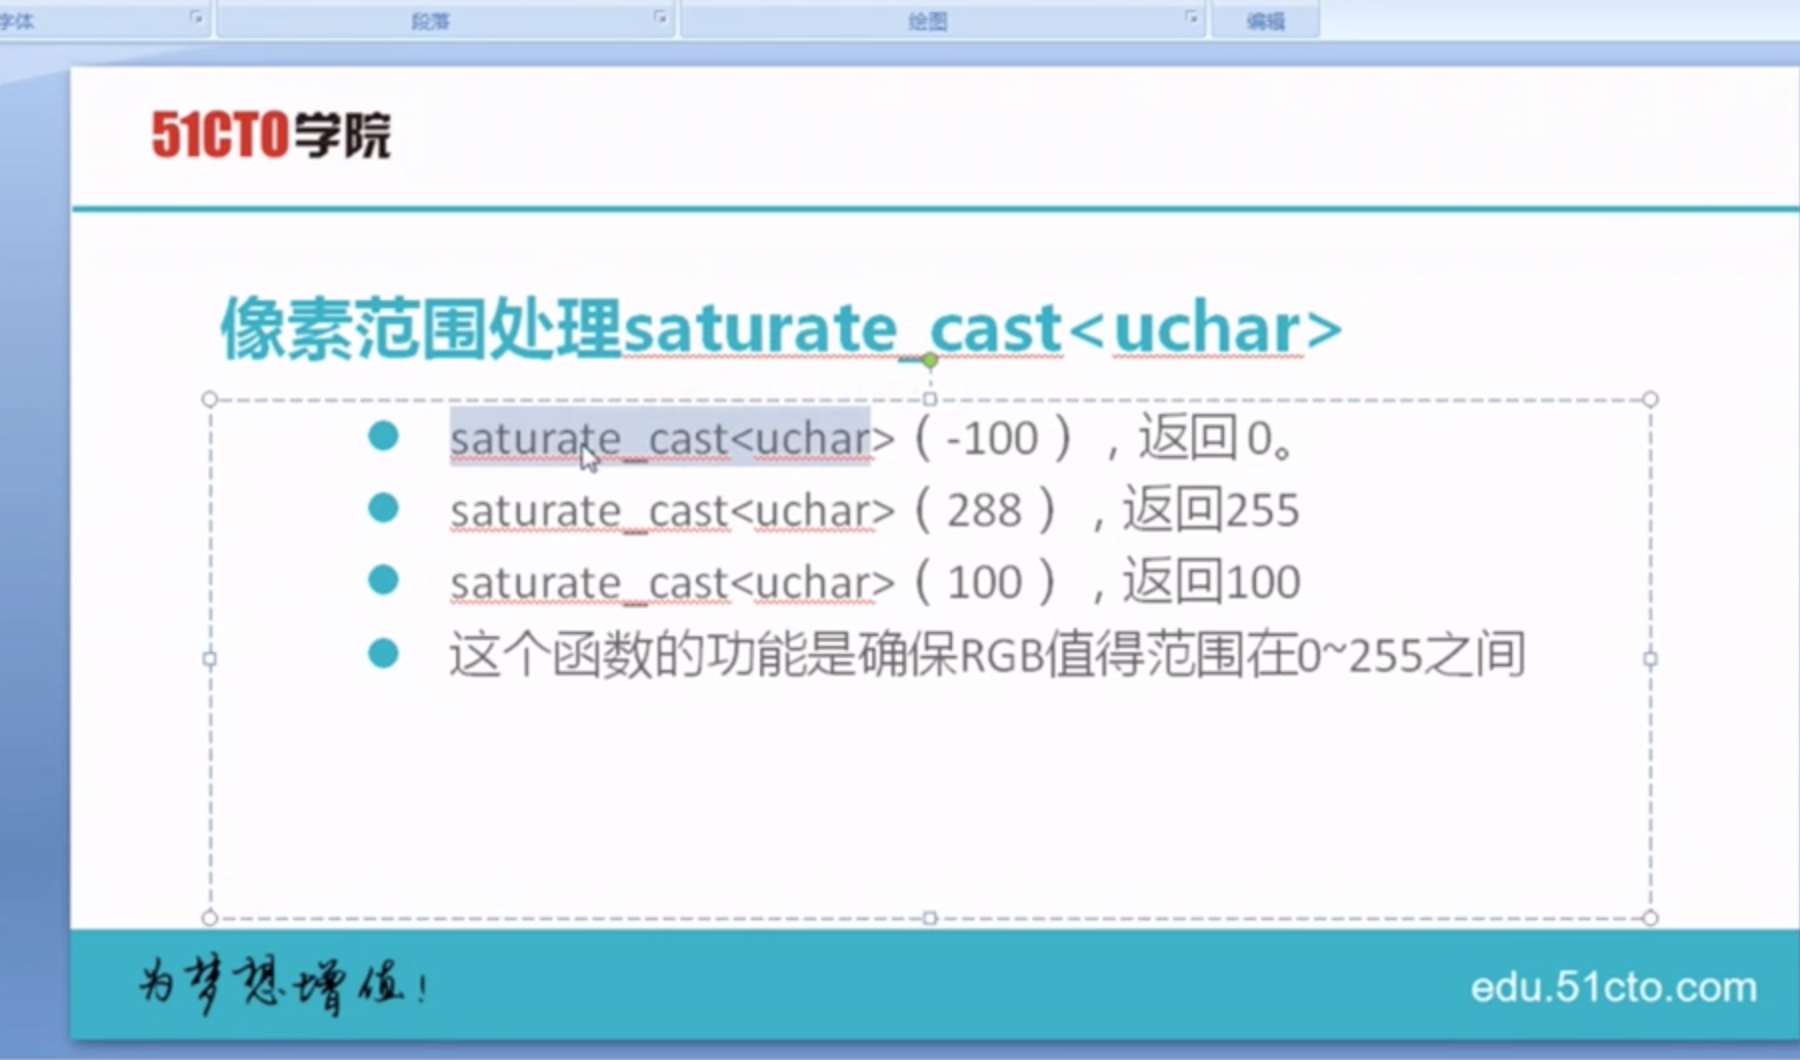 字体 段落 绘图 编辑
51CTO学院
像素范围处理saturate_cast<uchar>
saturate_cast<uchar>（-100），返回 0。
saturate_cast<uchar>（288），返回255
saturate_cast<uchar>（100），返回100
这个函数的功能是确保RGB值得范围在0~255之间
为梦想增值！
edu.51cto.com